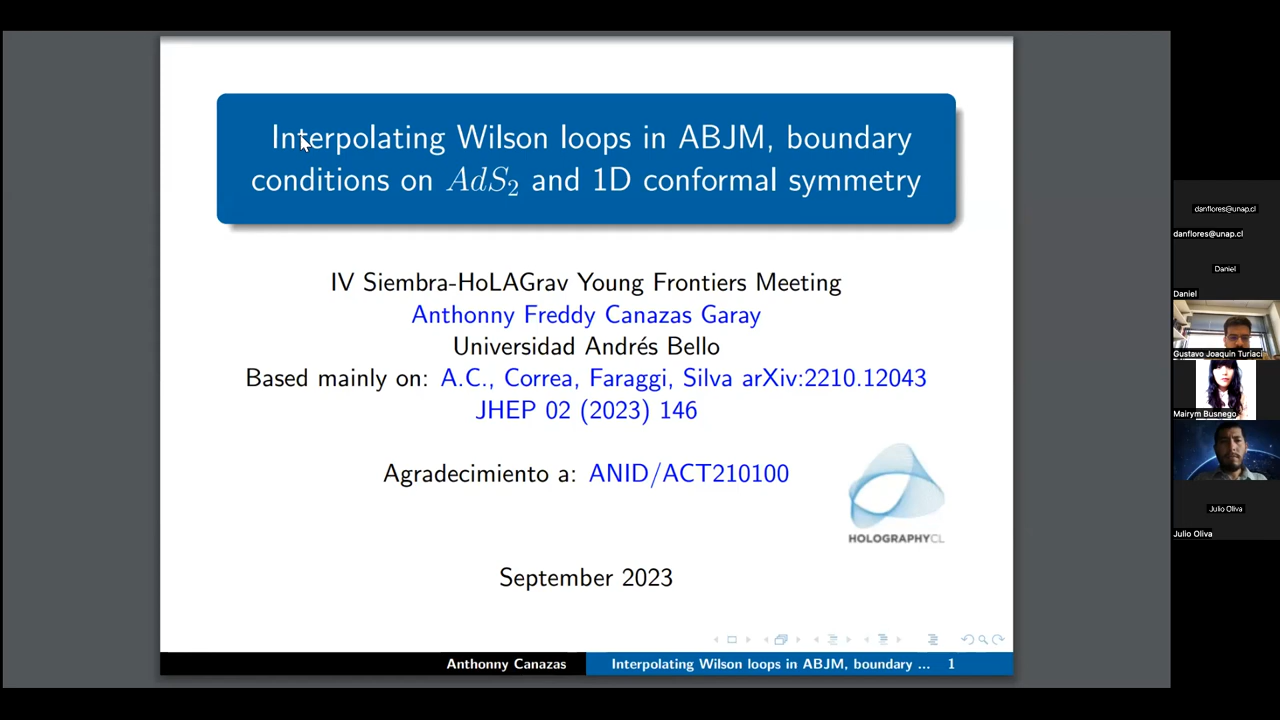 Interpolating Wilson loops in ABJM, boundary
conditions on AdS₂ and 1D conformal symmetry
IV Siembra-HoLAGrav Young Frontiers Meeting
Anthonny Freddy Canazas Garay
Universidad Andrés Bello
Based mainly on: A.C., Correa, Faraggi, Silva arXiv:2210.12043
JHEP 02 (2023) 146
Agradecimiento a: ANID/ACT210100
HOLOGRAPHYCL
September 2023
Anthonny Canazas
Interpolating Wilson loops in ABJM, boundary ...
1
danflores@unap.cl
danflores@unap.cl
Daniel
Daniel
Gustavo Joaquin Turiaci
Mairym Busnego
Julio Oliva
Julio Oliva